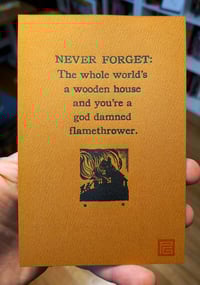 NEVER FORGET:
The whole world's
a wooden house
and you're a
god damned
flamethrower.